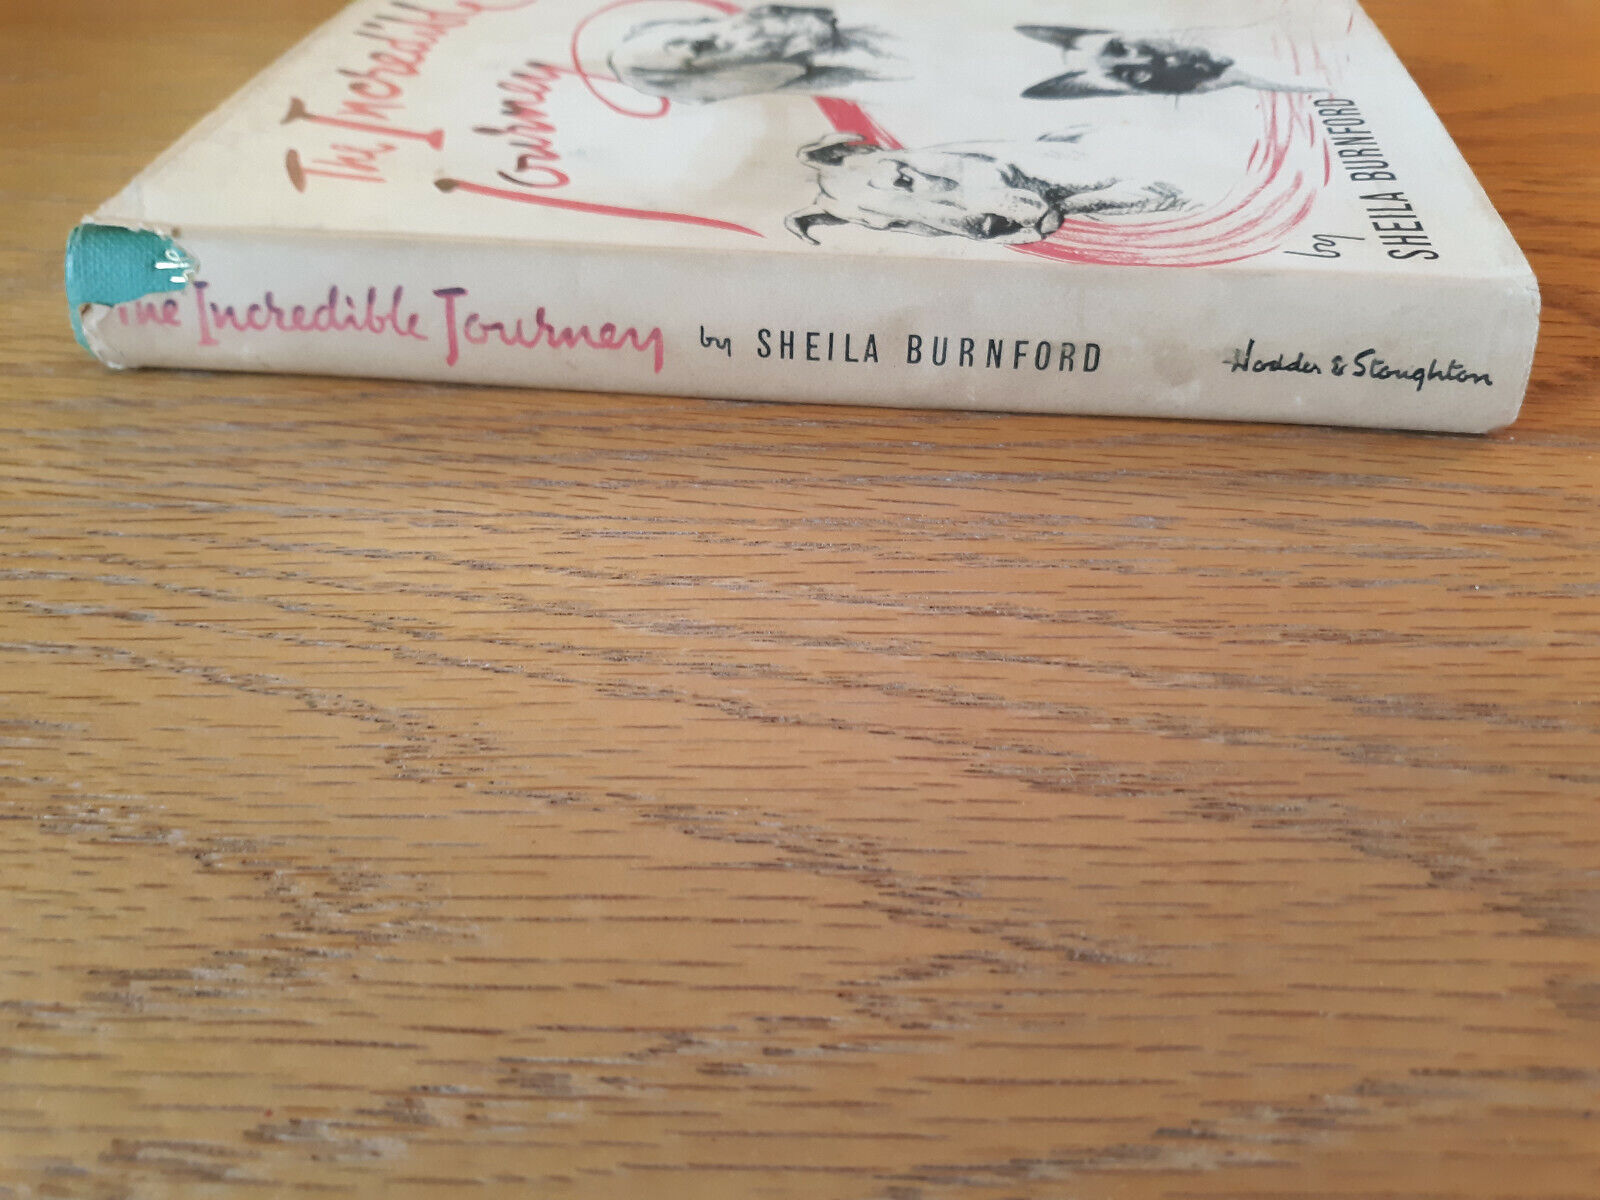 The Incredible
Journey
by
SHEILA BURNFORD
The Incredible Journey by SHEILA BURNFORD Hodder & Stoughton